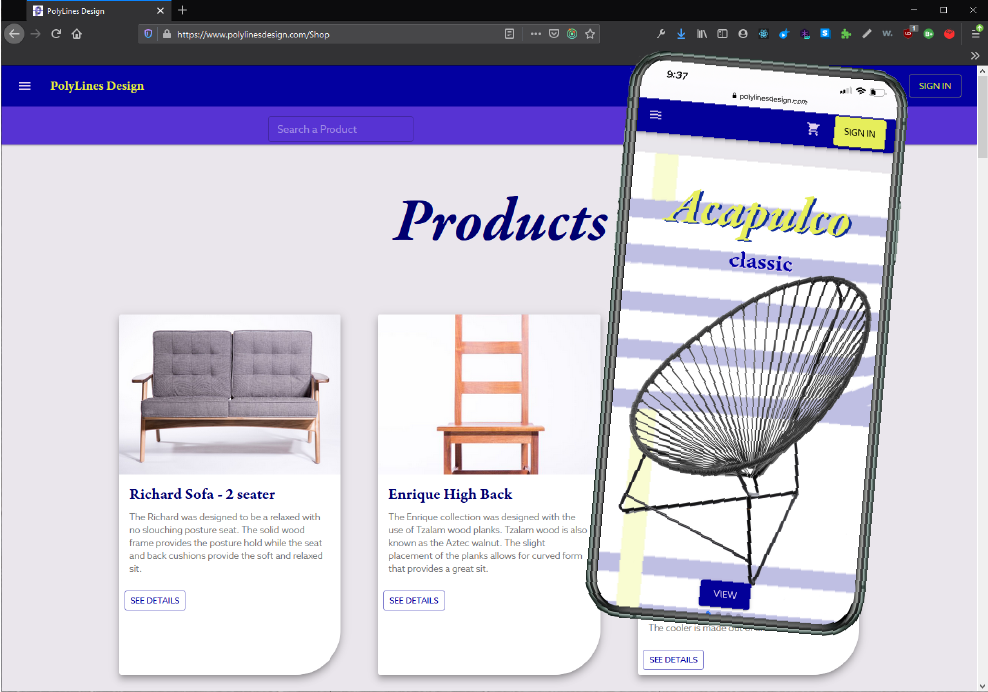 PolyLines Design
https://www.polylinesdesign.com/Shop
PolyLines Design
SIGN IN
Search a Product
Products
Richard Sofa - 2 seater
The Richard was designed to be a relaxed with
no slouching posture seat. The solid wood
frame provides the posture hold while the seat
and back cushions provide the soft and relaxed
sit.
SEE DETAILS
Enrique High Back
The Enrique collection was designed with the
use of Tzalam wood planks. Tzalam wood is also
known as the Aztec walnut. The slight
placement of the planks allows for curved form
that provides a great sit.
SEE DETAILS
The cooler is made out
SEE DETAILS
9:37
polylinesdesign.com
SIGN IN
Acapulco
classic
VIEW